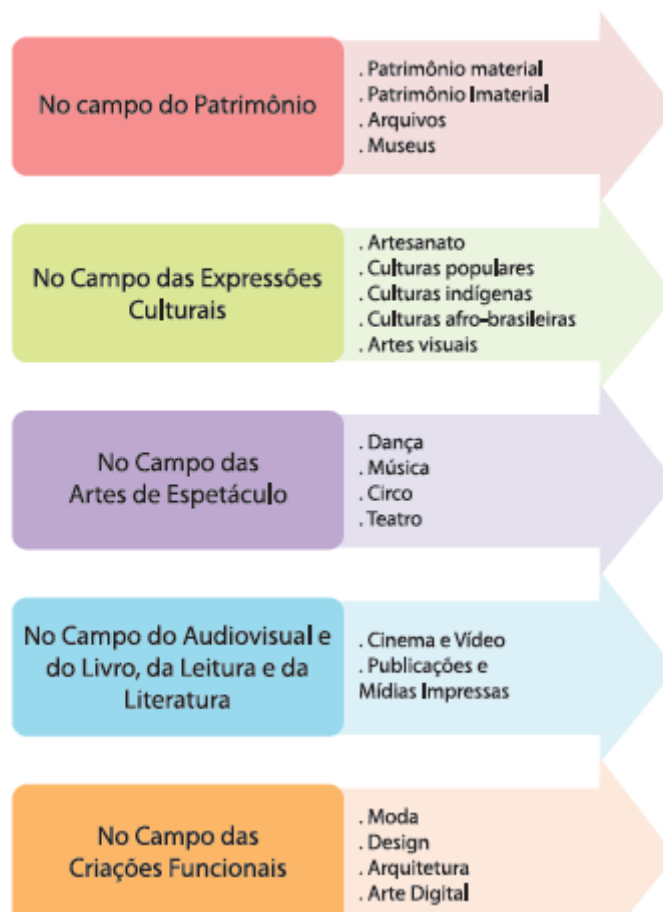 No campo do Patrimônio
. Patrimônio material
. Patrimônio Imaterial
. Arquivos
. Museus
No Campo das Expressões
Culturais
. Artesanato
. Culturas populares
. Culturas indígenas
. Culturas afro-brasileiras
. Artes visuais
No Campo das
Artes de Espetáculo
. Dança
. Música
. Circo
. Teatro
No Campo do Audiovisual e
do Livro, da Leitura e da
Literatura
. Cinema e Vídeo
. Publicações e
Mídias Impressas
No Campo das
Criações Funcionais
. Moda
. Design
. Arquitetura
. Arte Digital